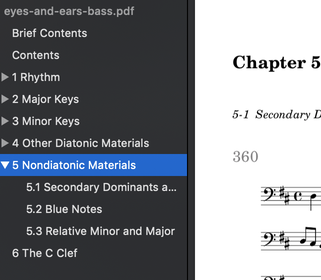 eyes-and-ears-bass.pdf
Brief Contents
Contents
1 Rhythm
2 Major Keys
3 Minor Keys
4 Other Diatonic Materials
5 Nondiatonic Materials
5.1 Secondary Dominants a...
5.2 Blue Notes
5.3 Relative Minor and Major
6 The C Clef
Chapter 5
5-1 Secondary D
360